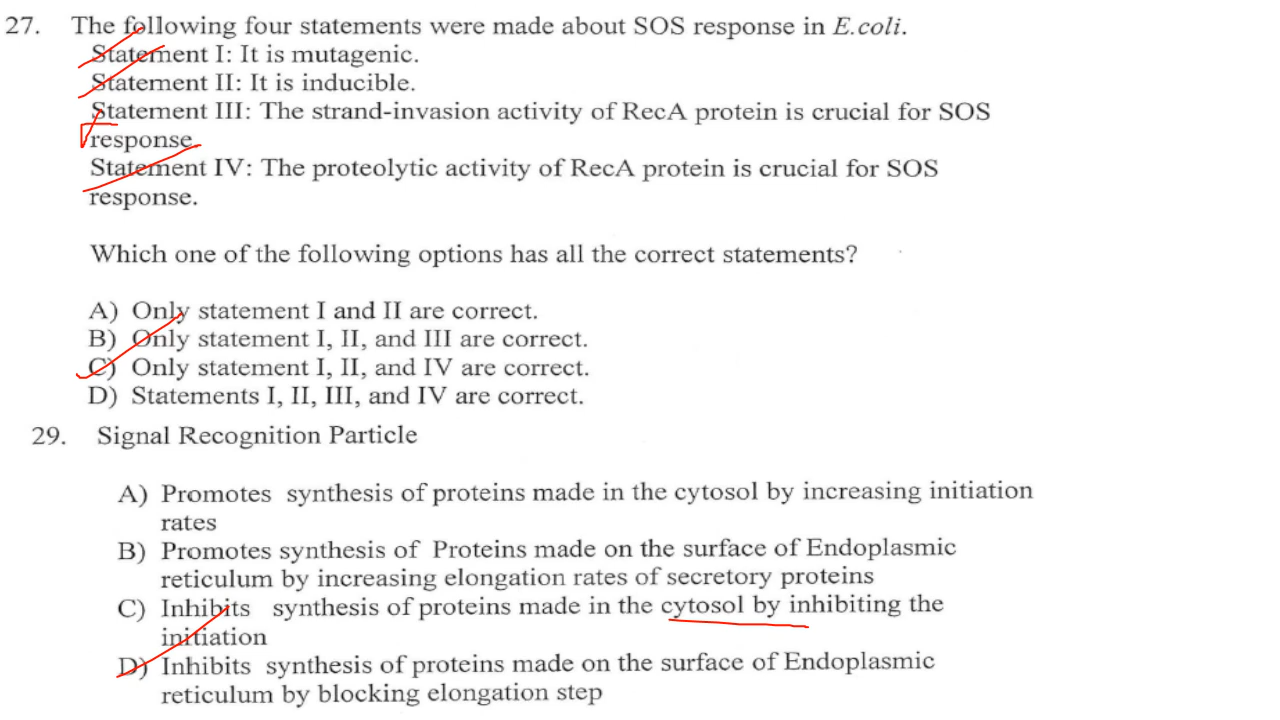 27. The following four statements were made about SOS response in E.coli.
Statement I: It is mutagenic.
Statement II: It is inducible.
Statement III: The strand-invasion activity of RecA protein is crucial for SOS
response.
Statement IV: The proteolytic activity of RecA protein is crucial for SOS
response.
Which one of the following options has all the correct statements?
A) Only statement I and II are correct.
B) Only statement I, II, and III are correct.
C) Only statement I, II, and IV are correct.
D) Statements I, II, III, and IV are correct.
29. Signal Recognition Particle
A) Promotes synthesis of proteins made in the cytosol by increasing initiation
rates
B) Promotes synthesis of Proteins made on the surface of Endoplasmic
reticulum by increasing elongation rates of secretory proteins
C) Inhibits synthesis of proteins made in the cytosol by inhibiting the
initiation
D) Inhibits synthesis of proteins made on the surface of Endoplasmic
reticulum by blocking elongation step